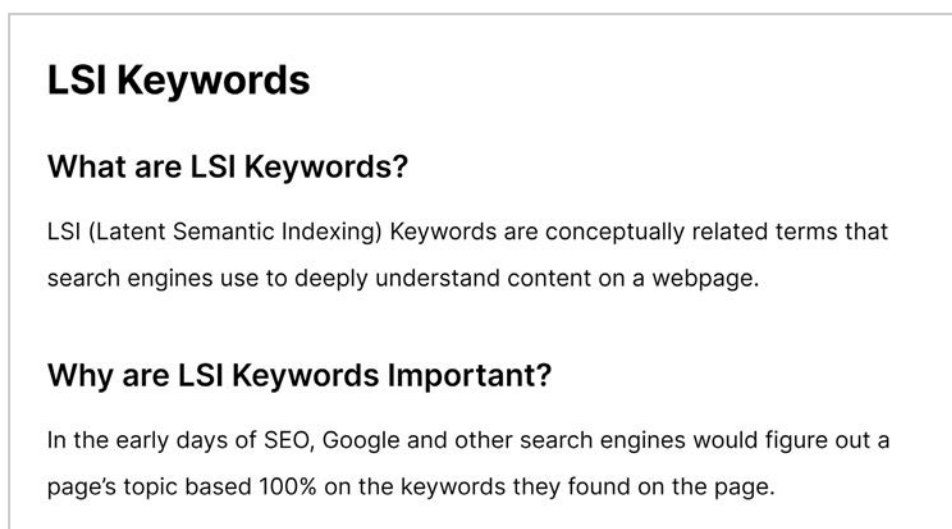 LSI Keywords
What are LSI Keywords?
LSI (Latent Semantic Indexing) Keywords are conceptually related terms that
search engines use to deeply understand content on a webpage.
Why are LSI Keywords Important?
In the early days of SEO, Google and other search engines would figure out a
page’s topic based 100% on the keywords they found on the page.